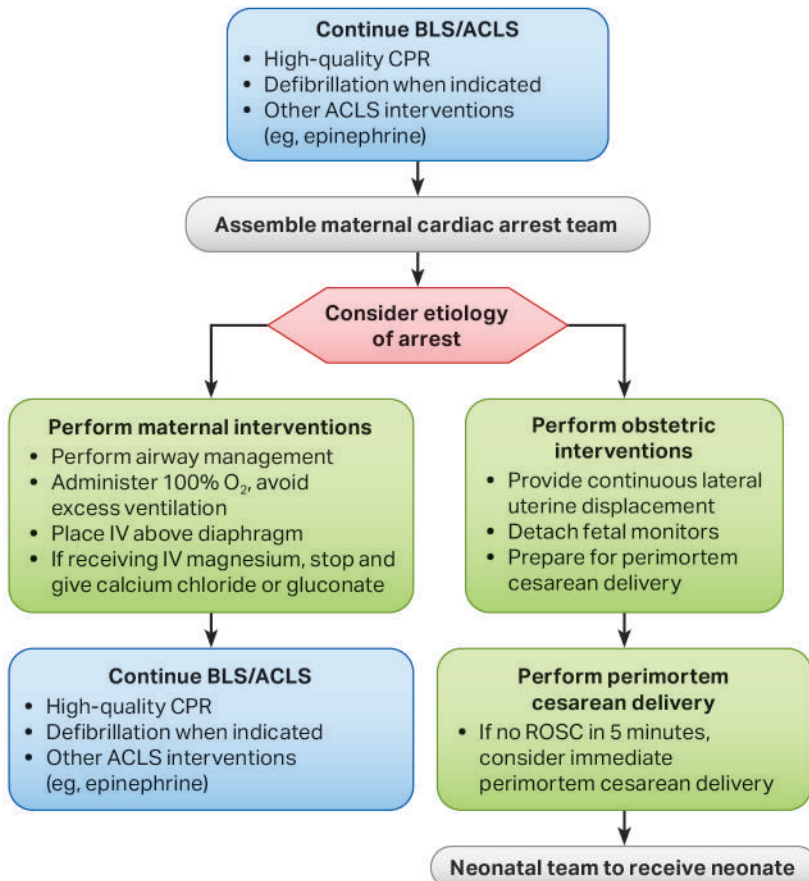 Continue BLS/ACLS
• High-quality CPR
• Defibrillation when indicated
• Other ACLS interventions
(eg, epinephrine)
Assemble maternal cardiac arrest team
Consider etiology
of arrest
Perform maternal interventions
• Perform airway management
• Administer 100% O₂, avoid
excess ventilation
• Place IV above diaphragm
• If receiving IV magnesium, stop and
give calcium chloride or gluconate
Continue BLS/ACLS
• High-quality CPR
• Defibrillation when indicated
• Other ACLS interventions
(eg, epinephrine)
Perform obstetric
interventions
• Provide continuous lateral
uterine displacement
• Detach fetal monitors
• Prepare for perimortem
cesarean delivery
Perform perimortem
cesarean delivery
• If no ROSC in 5 minutes,
consider immediate
perimortem cesarean delivery
Neonatal team to receive neonate